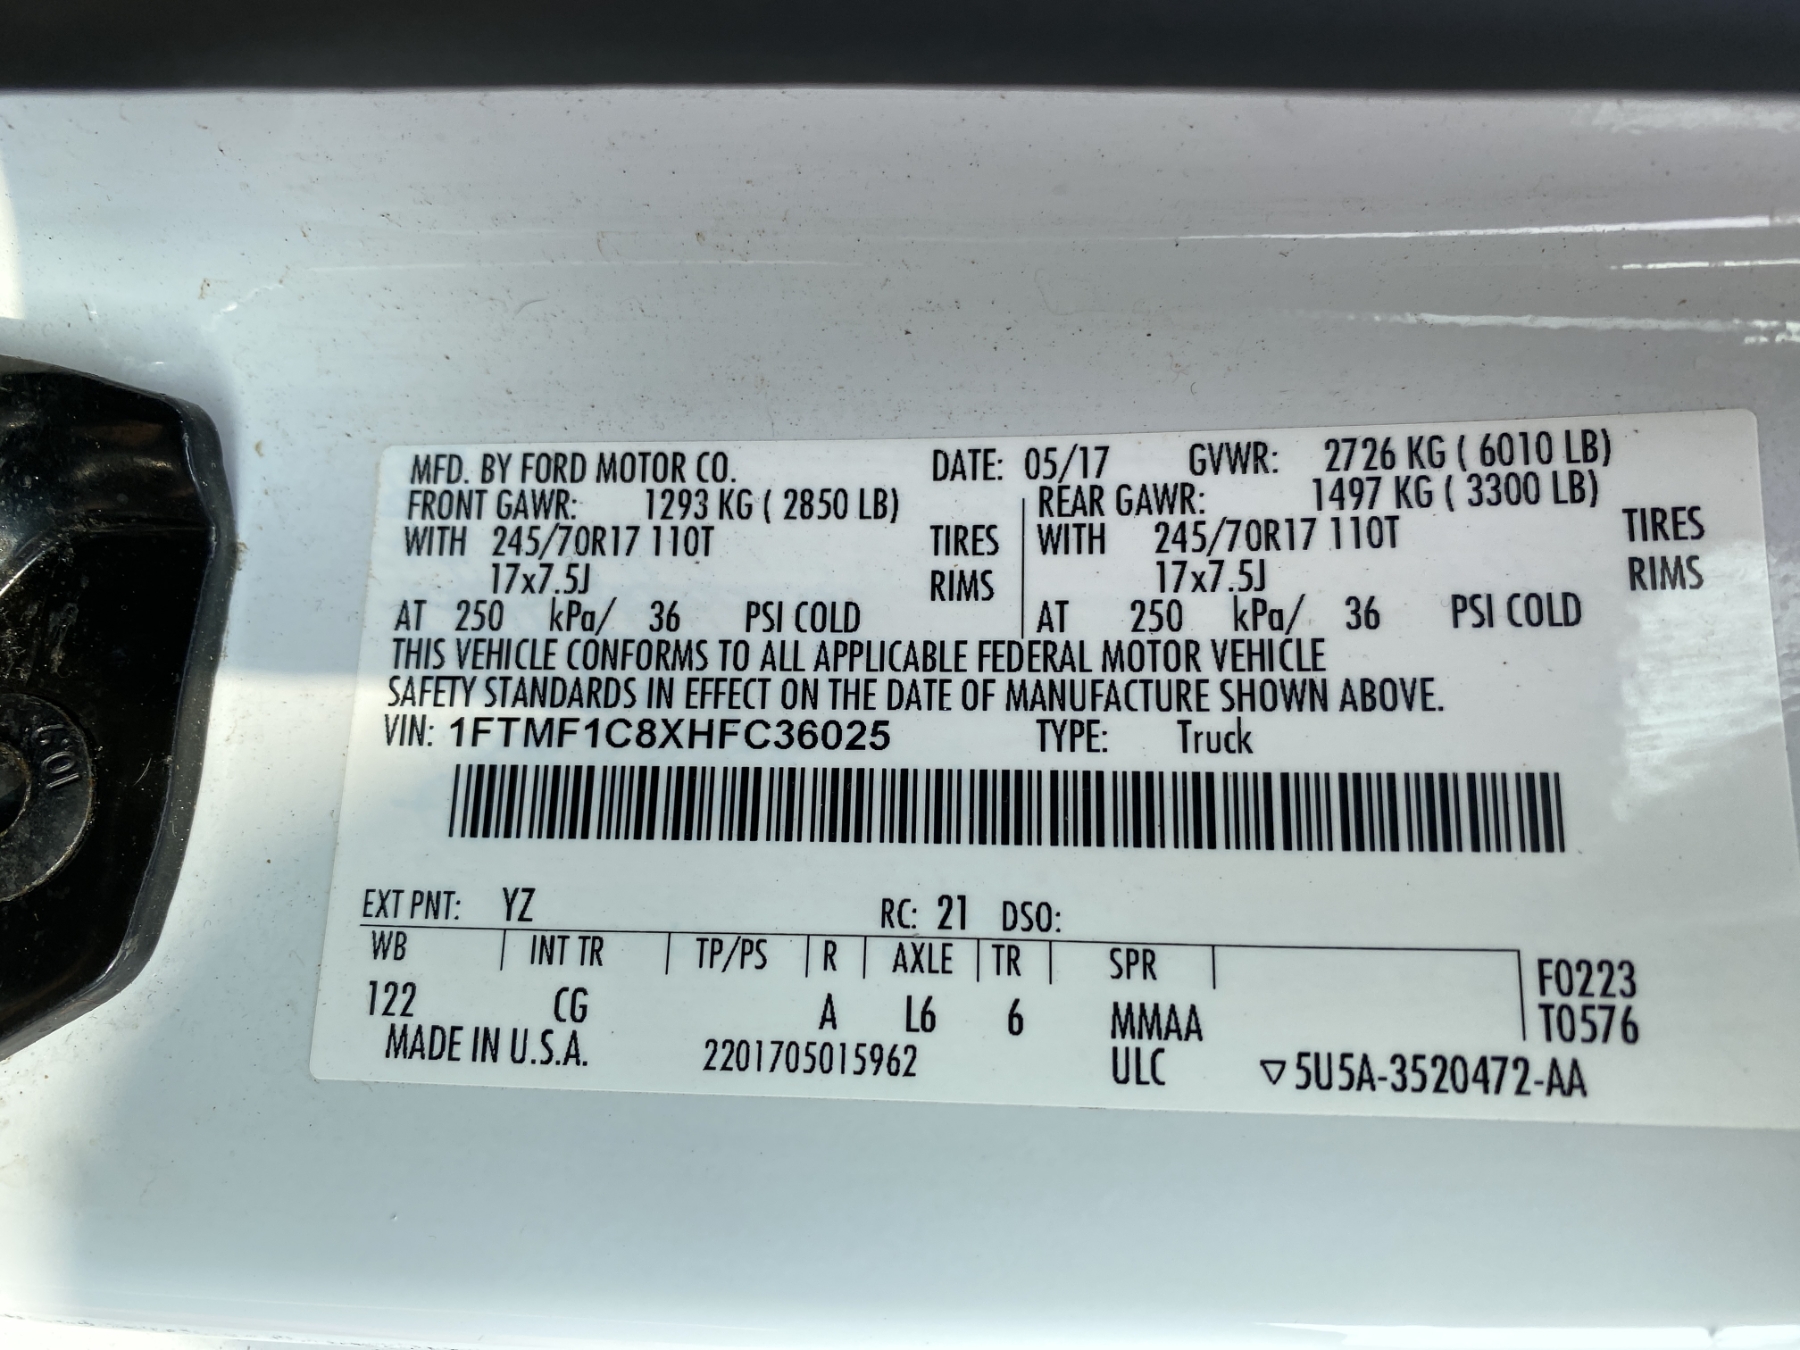 MFD. BY FORD MOTOR CO. DATE: 05/17 GVWR: 2726 KG ( 6010 LB)
FRONT GAWR: 1293 KG ( 2850 LB) REAR GAWR: 1497 KG ( 3300 LB)
WITH 245/70R17 110T TIRES WITH 245/70R17 110T TIRES
17x7.5J RIMS 17x7.5J RIMS
AT 250 kPa/ 36 PSI COLD AT 250 kPa/ 36 PSI COLD
THIS VEHICLE CONFORMS TO ALL APPLICABLE FEDERAL MOTOR VEHICLE
SAFETY STANDARDS IN EFFECT ON THE DATE OF MANUFACTURE SHOWN ABOVE.
VIN: 1FTMF1C8XHFC36025 TYPE: Truck
EXT PNT: YZ RC: 21 DSO:
WB INT TR TP/PS R AXLE TR SPR F0223
122 CG A L6 6 MMAA T0576
MADE IN U.S.A. 2201705015962 ULC ▽5U5A-3520472-AA
10.9